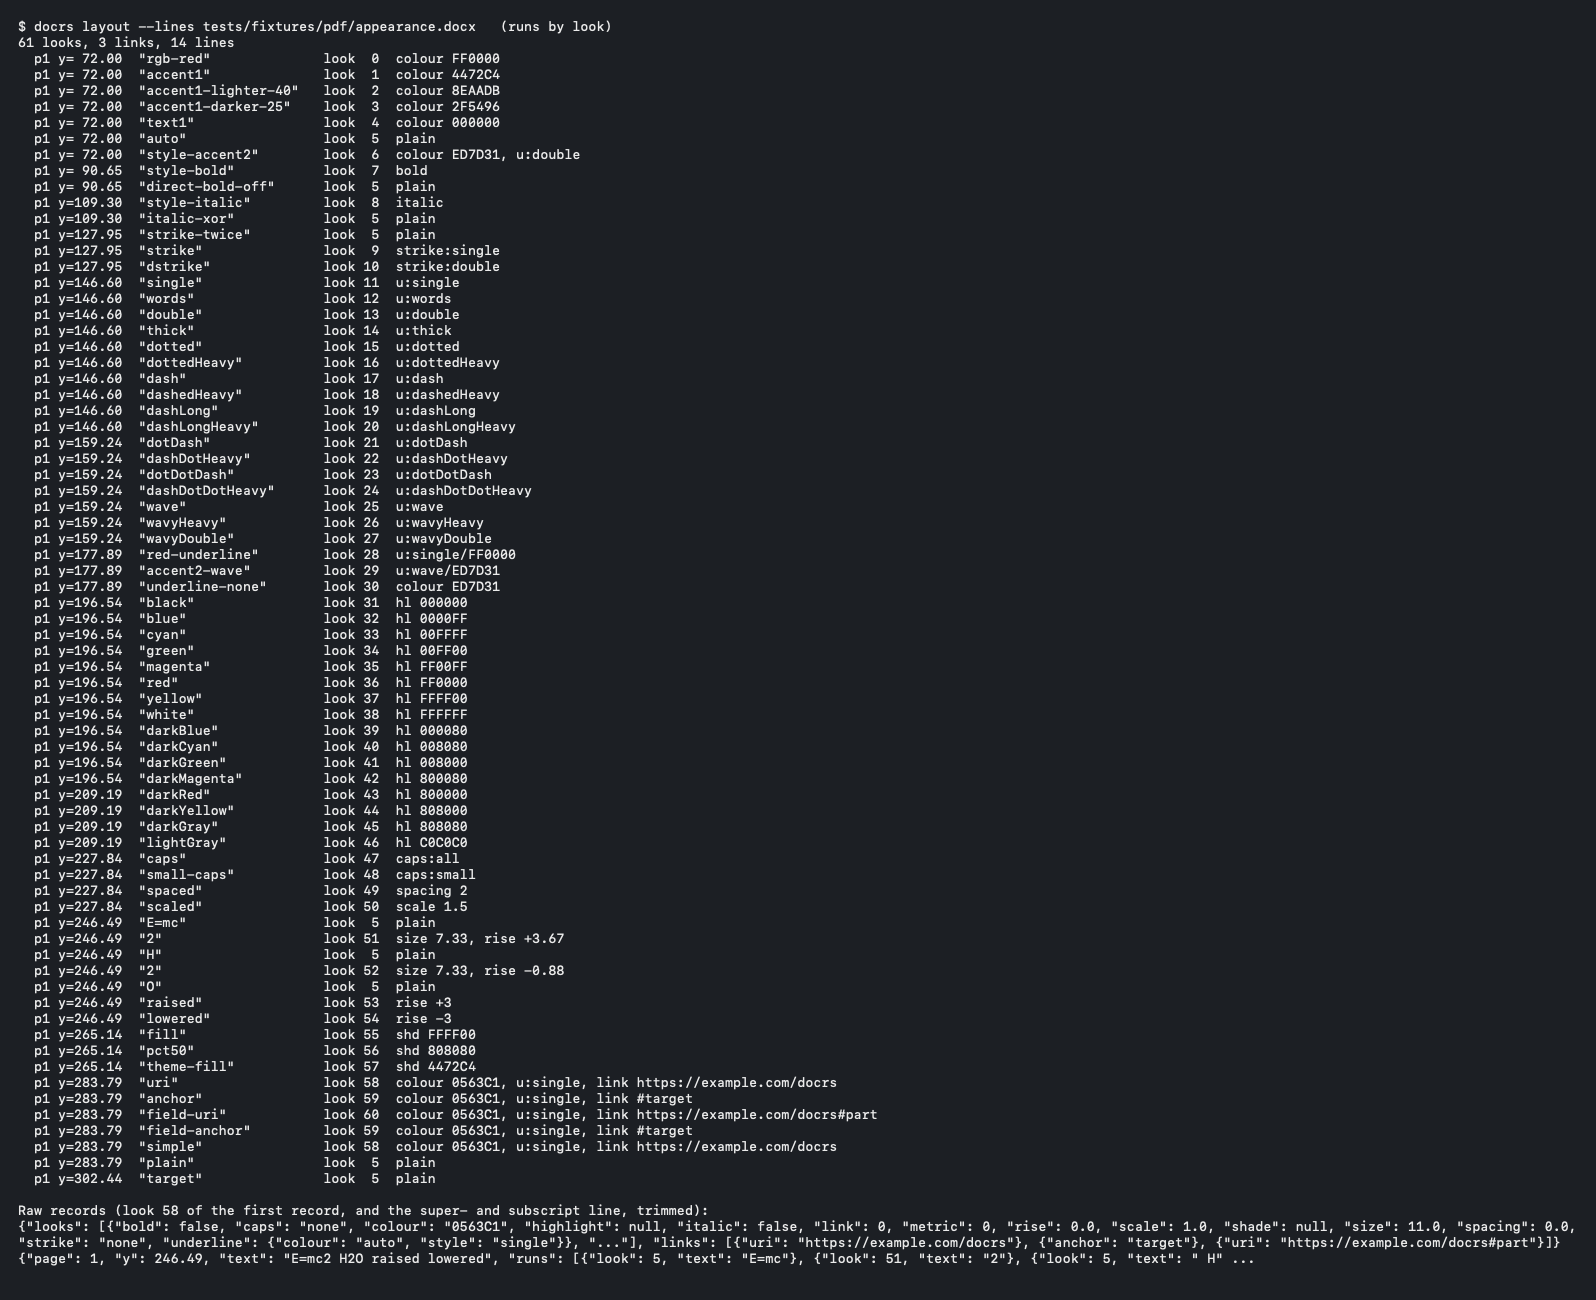 $ docrs layout --lines tests/fixtures/pdf/appearance.docx   (runs by look)
61 looks, 3 links, 14 lines
  p1 y= 72.00  "rgb-red"              look  0  colour FF0000
  p1 y= 72.00  "accent1"              look  1  colour 4472C4
  p1 y= 72.00  "accent1-lighter-40"   look  2  colour 8EAADB
  p1 y= 72.00  "accent1-darker-25"    look  3  colour 2F5496
  p1 y= 72.00  "text1"                look  4  colour 000000
  p1 y= 72.00  "auto"                 look  5  plain
  p1 y= 72.00  "style-accent2"        look  6  colour ED7D31, u:double
  p1 y= 90.65  "style-bold"           look  7  bold
  p1 y= 90.65  "direct-bold-off"      look  5  plain
  p1 y=109.30  "style-italic"         look  8  italic
  p1 y=109.30  "italic-xor"           look  5  plain
  p1 y=127.95  "strike-twice"         look  5  plain
  p1 y=127.95  "strike"               look  9  strike:single
  p1 y=127.95  "dstrike"              look 10  strike:double
  p1 y=146.60  "single"               look 11  u:single
  p1 y=146.60  "words"                look 12  u:words
  p1 y=146.60  "double"               look 13  u:double
  p1 y=146.60  "thick"                look 14  u:thick
  p1 y=146.60  "dotted"               look 15  u:dotted
  p1 y=146.60  "dottedHeavy"          look 16  u:dottedHeavy
  p1 y=146.60  "dash"                 look 17  u:dash
  p1 y=146.60  "dashedHeavy"          look 18  u:dashedHeavy
  p1 y=146.60  "dashLong"             look 19  u:dashLong
  p1 y=146.60  "dashLongHeavy"        look 20  u:dashLongHeavy
  p1 y=159.24  "dotDash"              look 21  u:dotDash
  p1 y=159.24  "dashDotHeavy"         look 22  u:dashDotHeavy
  p1 y=159.24  "dotDotDash"           look 23  u:dotDotDash
  p1 y=159.24  "dashDotDotHeavy"      look 24  u:dashDotDotHeavy
  p1 y=159.24  "wave"                 look 25  u:wave
  p1 y=159.24  "wavyHeavy"            look 26  u:wavyHeavy
  p1 y=159.24  "wavyDouble"           look 27  u:wavyDouble
  p1 y=177.89  "red-underline"        look 28  u:single/FF0000
  p1 y=177.89  "accent2-wave"         look 29  u:wave/ED7D31
  p1 y=177.89  "underline-none"       look 30  colour ED7D31
  p1 y=196.54  "black"                look 31  hl 000000
  p1 y=196.54  "blue"                 look 32  hl 0000FF
  p1 y=196.54  "cyan"                 look 33  hl 00FFFF
  p1 y=196.54  "green"                look 34  hl 00FF00
  p1 y=196.54  "magenta"              look 35  hl FF00FF
  p1 y=196.54  "red"                  look 36  hl FF0000
  p1 y=196.54  "yellow"               look 37  hl FFFF00
  p1 y=196.54  "white"                look 38  hl FFFFFF
  p1 y=196.54  "darkBlue"             look 39  hl 000080
  p1 y=196.54  "darkCyan"             look 40  hl 008080
  p1 y=196.54  "darkGreen"            look 41  hl 008000
  p1 y=196.54  "darkMagenta"          look 42  hl 800080
  p1 y=209.19  "darkRed"              look 43  hl 800000
  p1 y=209.19  "darkYellow"           look 44  hl 808000
  p1 y=209.19  "darkGray"             look 45  hl 808080
  p1 y=209.19  "lightGray"            look 46  hl C0C0C0
  p1 y=227.84  "caps"                 look 47  caps:all
  p1 y=227.84  "small-caps"           look 48  caps:small
  p1 y=227.84  "spaced"               look 49  spacing 2
  p1 y=227.84  "scaled"               look 50  scale 1.5
  p1 y=246.49  "E=mc"                 look  5  plain
  p1 y=246.49  "2"                    look 51  size 7.33, rise +3.67
  p1 y=246.49  "H"                    look  5  plain
  p1 y=246.49  "2"                    look 52  size 7.33, rise -0.88
  p1 y=246.49  "O"                    look  5  plain
  p1 y=246.49  "raised"               look 53  rise +3
  p1 y=246.49  "lowered"              look 54  rise -3
  p1 y=265.14  "fill"                 look 55  shd FFFF00
  p1 y=265.14  "pct50"                look 56  shd 808080
  p1 y=265.14  "theme-fill"           look 57  shd 4472C4
  p1 y=283.79  "uri"                  look 58  colour 0563C1, u:single, link https://example.com/docrs
  p1 y=283.79  "anchor"               look 59  colour 0563C1, u:single, link #target
  p1 y=283.79  "field-uri"            look 60  colour 0563C1, u:single, link https://example.com/docrs#part
  p1 y=283.79  "field-anchor"         look 59  colour 0563C1, u:single, link #target
  p1 y=283.79  "simple"               look 58  colour 0563C1, u:single, link https://example.com/docrs
  p1 y=283.79  "plain"                look  5  plain
  p1 y=302.44  "target"               look  5  plain

Raw records (look 58 of the first record, and the super- and subscript line, trimmed):
{"looks": [{"bold": false, "caps": "none", "colour": "0563C1", "highlight": null, "italic": false, "link": 0, "metric": 0, "rise": 0.0, "scale": 1.0, "shade": null, "size": 11.0, "spacing": 0.0,
"strike": "none", "underline": {"colour": "auto", "style": "single"}}, "..."], "links": [{"uri": "https://example.com/docrs"}, {"anchor": "target"}, {"uri": "https://example.com/docrs#part"}]}
{"page": 1, "y": 246.49, "text": "E=mc2 H2O raised lowered", "runs": [{"look": 5, "text": "E=mc"}, {"look": 51, "text": "2"}, {"look": 5, "text": " H" ...